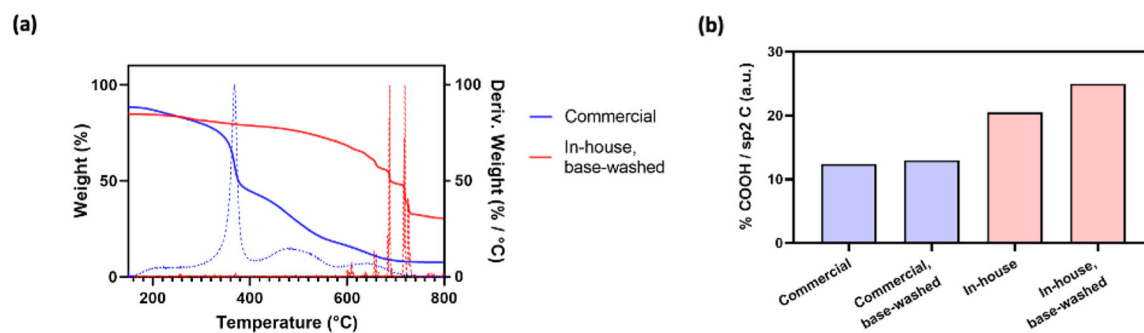 (a)
100
50
0
100
50
0
200
400
600
800
Weight (%)
Deriv. Weight (% / °C)
Temperature (°C)
Commercial
In-house,
base-washed
(b)
30
20
10
0
% COOH / sp2 C (a.u.)
Commercial
Commercial,
base-washed
In-house
In-house,
base-washed